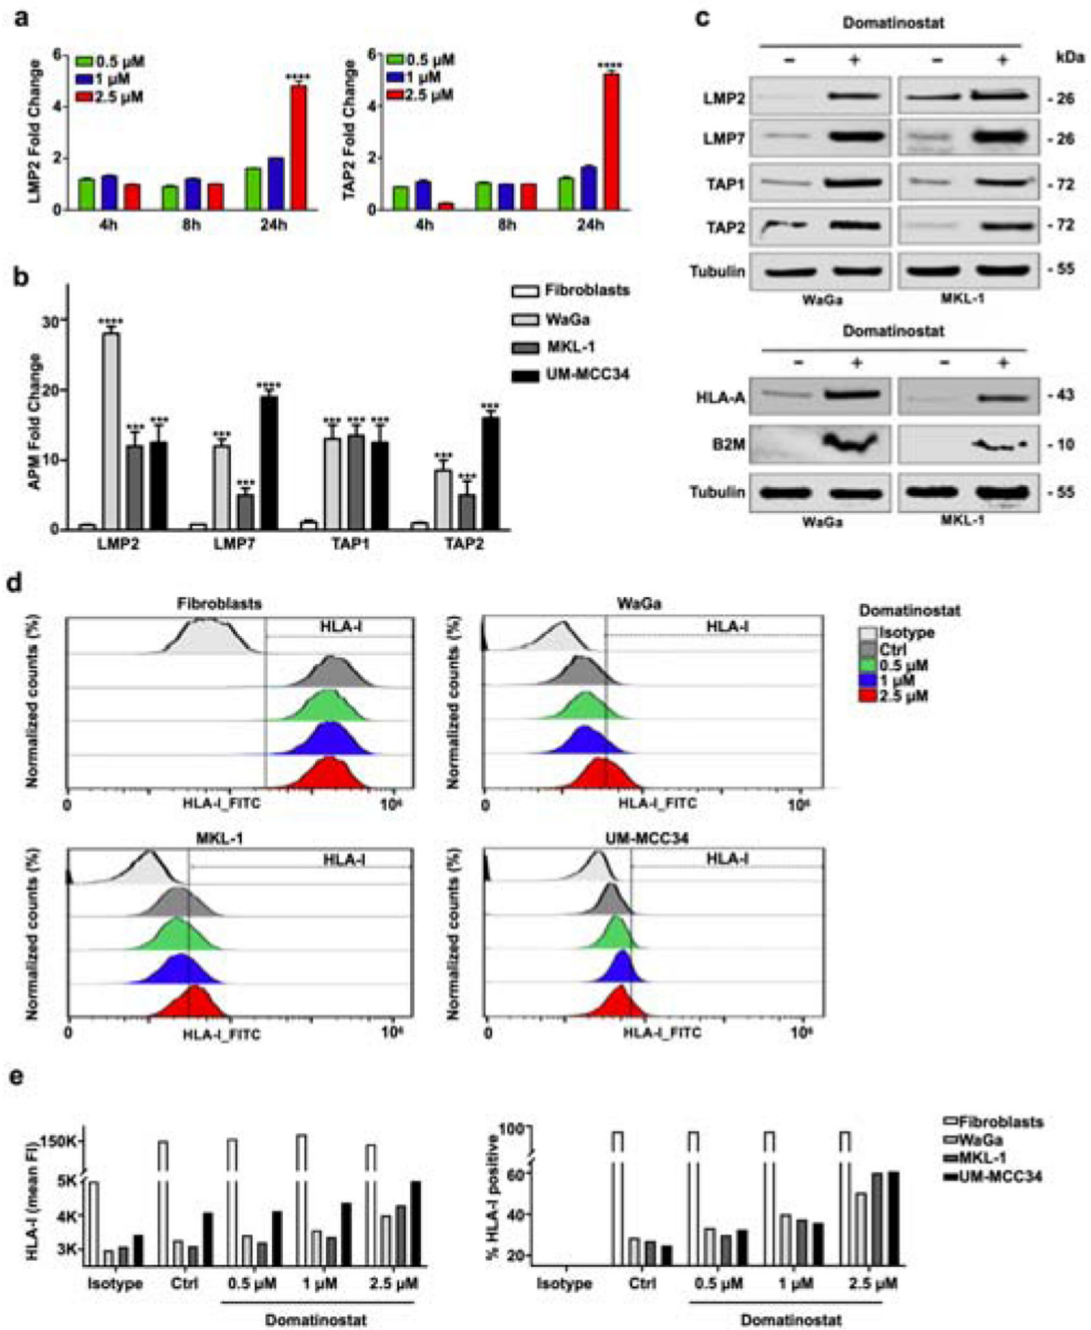 a
6
4
2
0
LMP2 Fold Change
0.5 µM
1 µM
2.5 µM
****
4h 8h 24h
6
4
2
0
TAP2 Fold Change
0.5 µM
1 µM
2.5 µM
****
4h 8h 24h
b
30
20
10
0
APM Fold Change
**** *** ***
*** *** ****
*** *** ***
*** *** ***
LMP2 LMP7 TAP1 TAP2
Fibroblasts
WaGa
MKL-1
UM-MCC34
c
Domatinostat
- + - + kDa
LMP2 - 26
LMP7 - 26
TAP1 - 72
TAP2 - 72
Tubulin - 55
WaGa MKL-1
Domatinostat
- + - +
HLA-A - 43
B2M - 10
Tubulin - 55
WaGa MKL-1
d
Fibroblasts
Normalized counts (%)
HLA-I
0 HLA-I_FITC 10⁶
WaGa
Normalized counts (%)
HLA-I
0 HLA-I_FITC 10⁶
Domatinostat
Isotype
Ctrl
0.5 µM
1 µM
2.5 µM
MKL-1
Normalized counts (%)
HLA-I
0 HLA-I_FITC 10⁶
UM-MCC34
Normalized counts (%)
HLA-I
0 HLA-I_FITC 10⁶
e
HLA-I (mean FI)
150K
5K
4K
3K
Isotype Ctrl 0.5 µM 1 µM 2.5 µM
Domatinostat
% HLA-I positive
100
60
40
20
Isotype Ctrl 0.5 µM 1 µM 2.5 µM
Domatinostat
Fibroblasts
WaGa
MKL-1
UM-MCC34